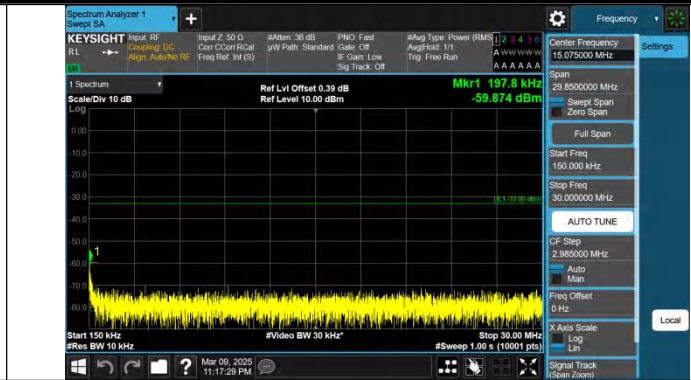 Spectrum Analyzer 1
Swept SA
+
Frequency
KEYSIGHT
RL
Input: RF
Coupling: DC
Align: Auto/No RF
Input Z: 50 Ω
Corr CCorr RCal
Freq Ref: Int (S)
#Atten: 30 dB
µW Path: Standard
PNO: Fast
Gate: Off
IF Gain: Low
Sig Track: Off
#Avg Type: Power (RMS
Avg|Hold: 1/1
Trig: Free Run
1 2 3 4 5 6
A W W W W W
A A A A A A
1 Spectrum
Scale/Div 10 dB
Ref Lvl Offset 0.39 dB
Ref Level 10.00 dBm
Mkr1 197.8 kHz
-59.874 dBm
Log
0.00
-10.0
-20.0
-30.0
-40.0
-50.0
-60.0
-70.0
-80.0
1
Start 150 kHz
#Res BW 10 kHz
#Video BW 30 kHz*
Stop 30.00 MHz
#Sweep 1.00 s (10001 pts)
Center Frequency
15.075000 MHz
Settings
Span
29.8500000 MHz
Swept Span
Zero Span
Full Span
Start Freq
150.000 kHz
Stop Freq
30.000000 MHz
AUTO TUNE
CF Step
2.985000 MHz
Auto
Man
Freq Offset
0 Hz
X Axis Scale
Log
Lin
Signal Track
(Span Zoom)
Local
?
Mar 09, 2025
11:17:29 PM